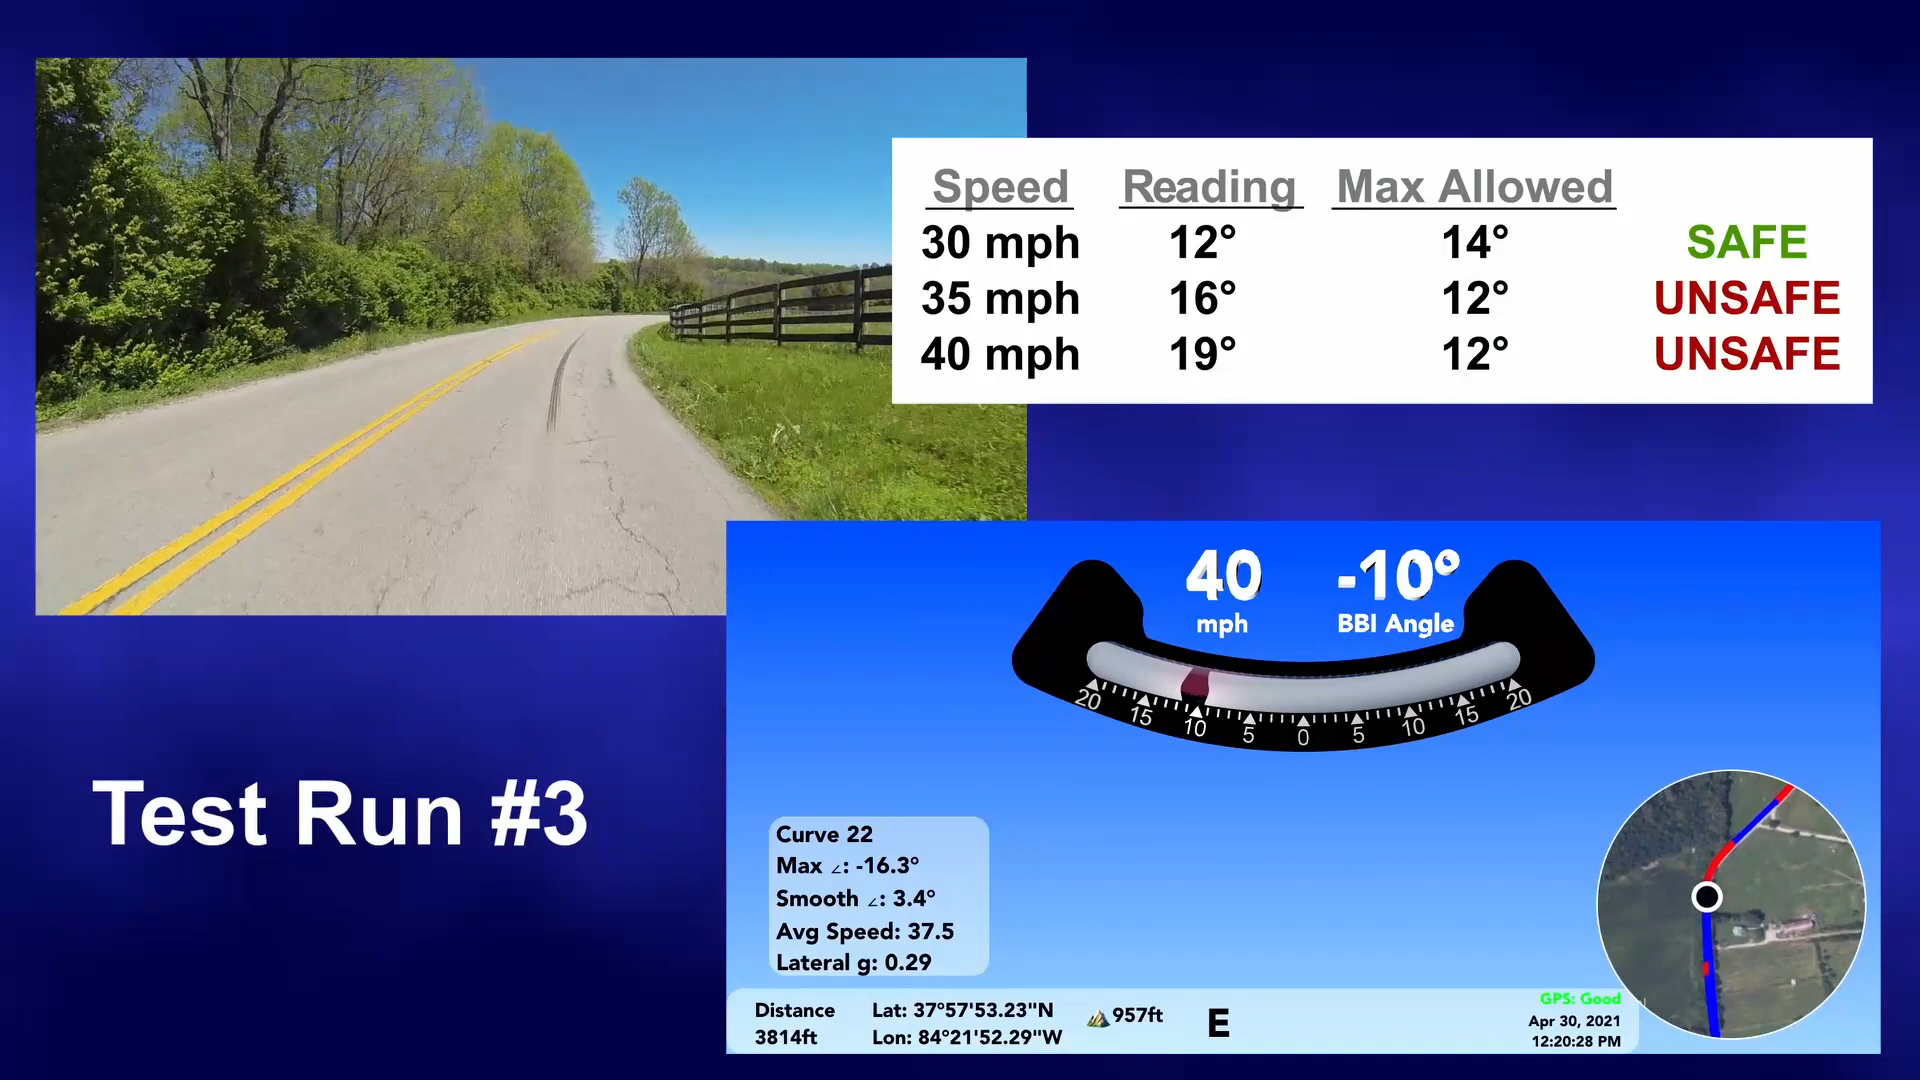 Speed Reading Max Allowed
30 mph 12° 14° SAFE
35 mph 16° 12° UNSAFE
40 mph 19° 12° UNSAFE
40 -10°
mph BBI Angle
20 15 10 5 0 5 10 15 20
Test Run #3
Curve 22
Max ∠: -16.3°
Smooth ∠: 3.4°
Avg Speed: 37.5
Lateral g: 0.29
Distance
3814ft
Lat: 37°57'53.23"N
Lon: 84°21'52.29"W
957ft
E
GPS: Good
Apr 30, 2021
12:20:28 PM